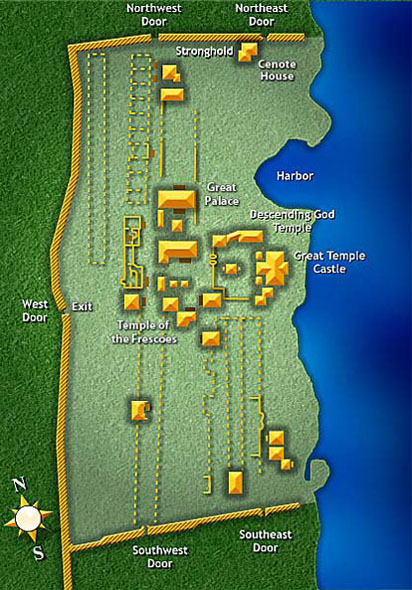 Northwest
Door
Northeast
Door
Stronghold
Cenote
House
Harbor
Great
Palace
Descending God
Temple
Great Temple
Castle
West
Door
Exit
Temple of
the Frescoes
N
S
Southwest
Door
Southeast
Door